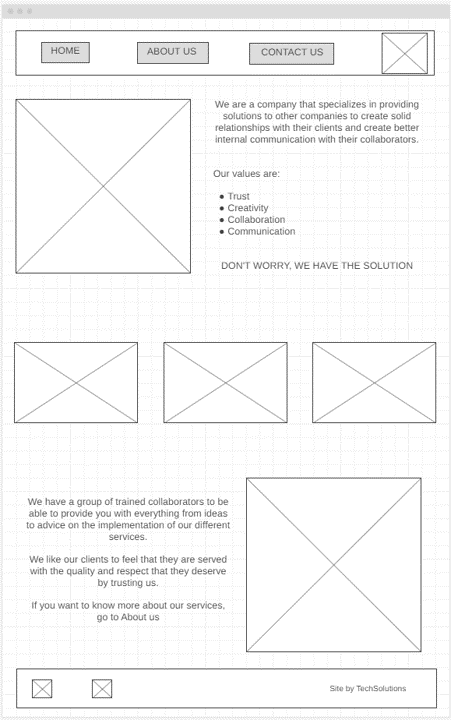 HOME
ABOUT US
CONTACT US
We are a company that specializes in providing
solutions to other companies to create solid
relationships with their clients and create better
internal communication with their collaborators.
Our values are:
● Trust
● Creativity
● Collaboration
● Communication
DON'T WORRY, WE HAVE THE SOLUTION
We have a group of trained collaborators to be
able to provide you with everything from ideas
to advice on the implementation of our different
services.
We like our clients to feel that they are served
with the quality and respect that they deserve
by trusting us.
If you want to know more about our services,
go to About us
Site by TechSolutions